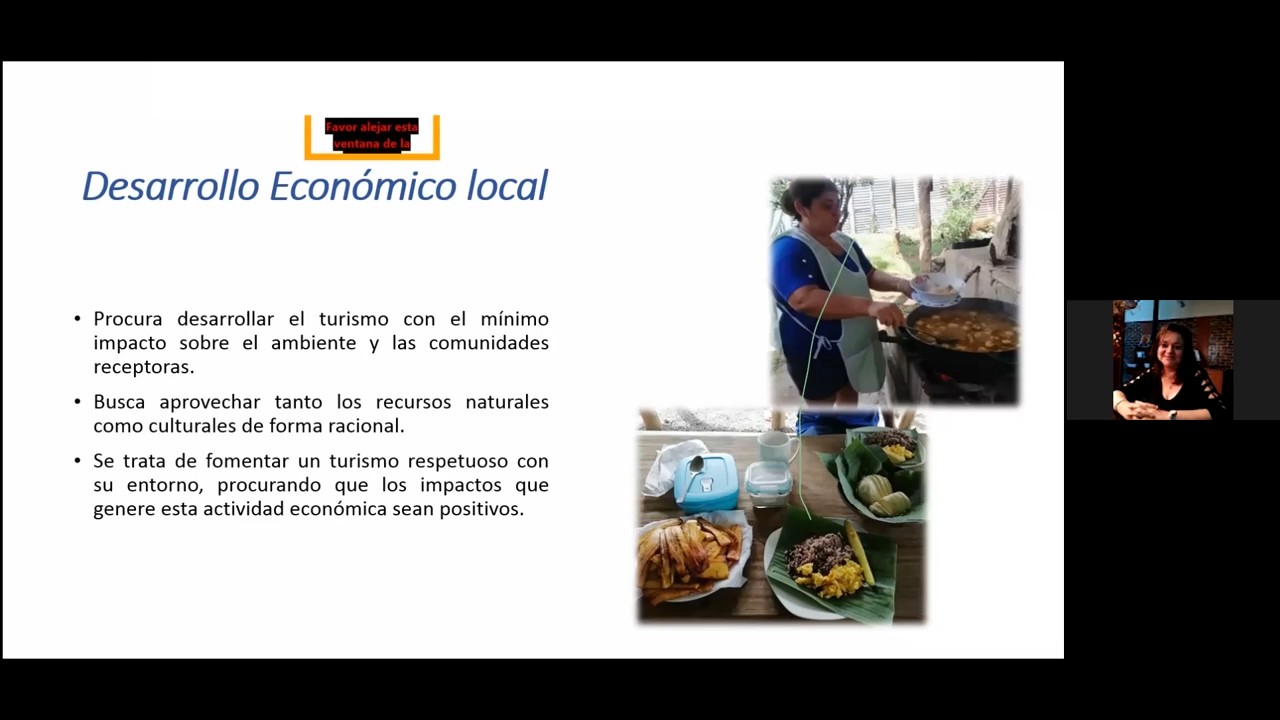 Favor alejar esta
ventana de la
Desarrollo Económico local
• Procura desarrollar el turismo con el mínimo
impacto sobre el ambiente y las comunidades
receptoras.
• Busca aprovechar tanto los recursos naturales
como culturales de forma racional.
• Se trata de fomentar un turismo respetuoso con
su entorno, procurando que los impactos que
genere esta actividad económica sean positivos.